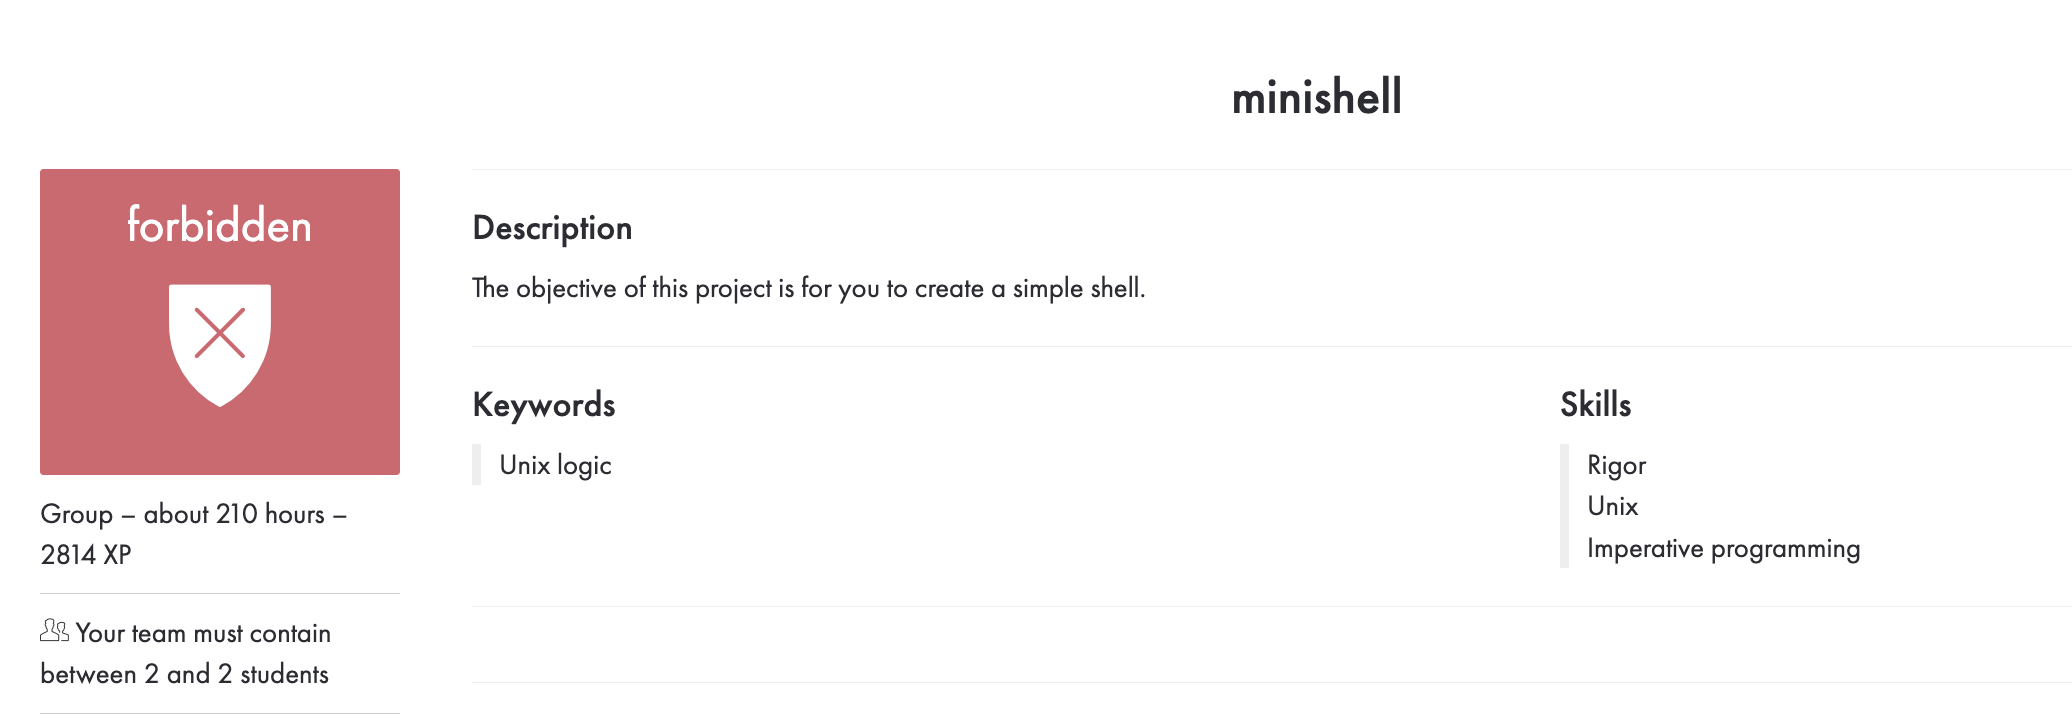 minishell
forbidden
Group – about 210 hours –
2814 XP
Your team must contain
between 2 and 2 students
Description
The objective of this project is for you to create a simple shell.
Keywords
Unix logic
Skills
Rigor
Unix
Imperative programming